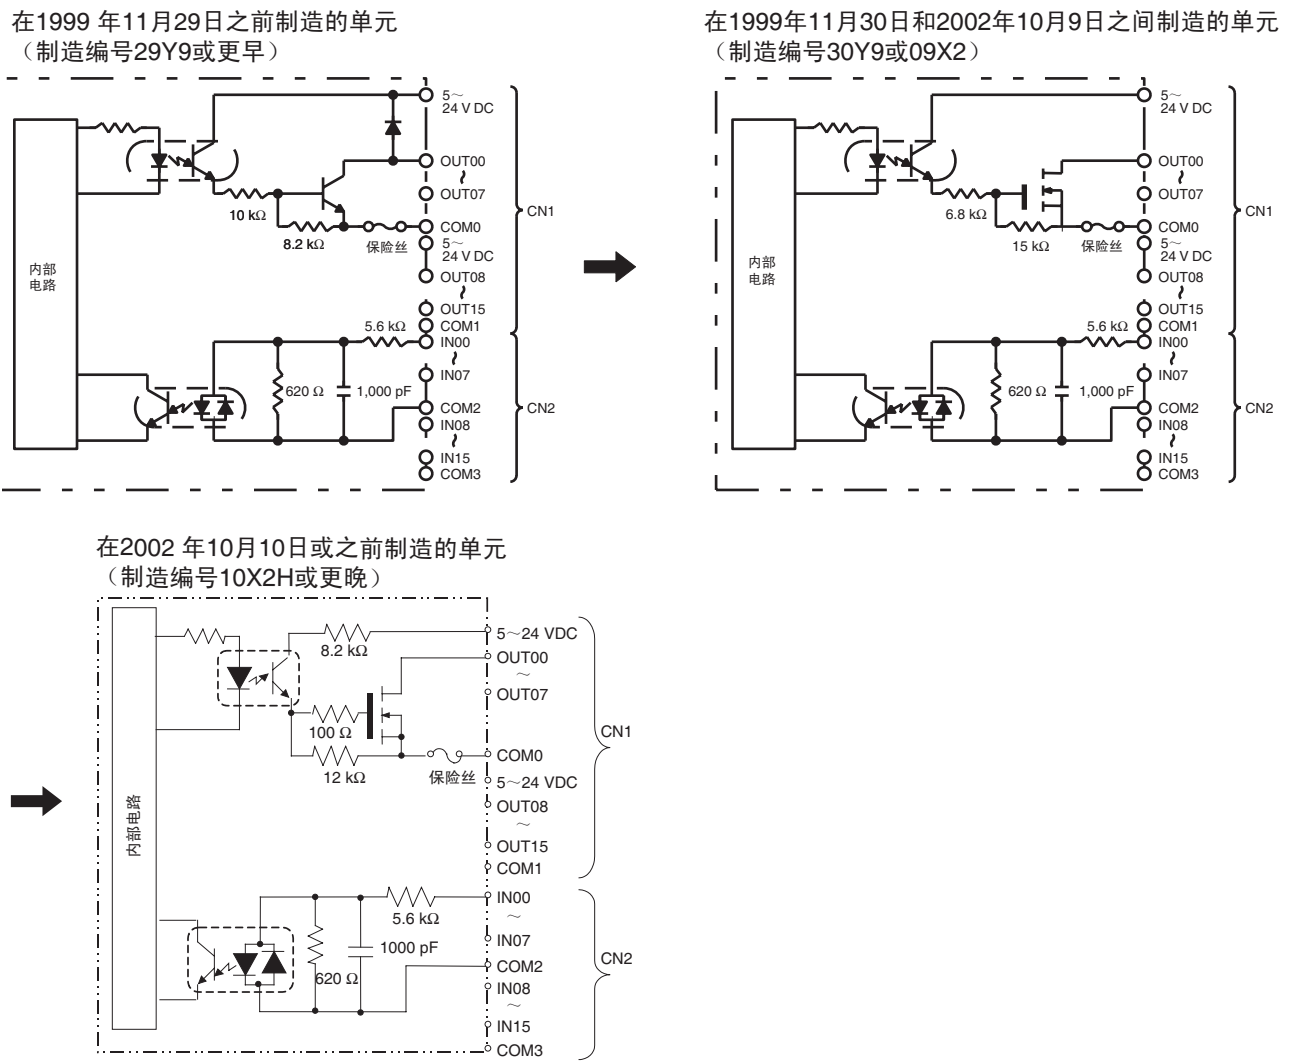 在1999 年11月29日之前制造的单元
（制造编号29Y9或更早）
5～
24 V DC
OUT00
～
OUT07
CN1
10 kΩ
8.2 kΩ
保险丝
COM0
5～
24 V DC
内部
电路
OUT08
～
OUT15
COM1
5.6 kΩ
IN00
～
IN07
620 Ω
1,000 pF
COM2
CN2
IN08
～
IN15
COM3
在1999年11月30日和2002年10月9日之间制造的单元
（制造编号30Y9或09X2）
5～
24 V DC
OUT00
～
OUT07
CN1
6.8 kΩ
15 kΩ
保险丝
COM0
5～
24 V DC
内部
电路
OUT08
～
OUT15
COM1
5.6 kΩ
IN00
～
IN07
620 Ω
1,000 pF
COM2
CN2
IN08
～
IN15
COM3
在2002 年10月10日或之前制造的单元
（制造编号10X2H或更晚）
5～24 VDC
8.2 kΩ
OUT00
～
OUT07
100 Ω
CN1
COM0
12 kΩ
保险丝
5～24 VDC
OUT08
～
内部电路
OUT15
COM1
IN00
5.6 kΩ
～
IN07
1000 pF
620 Ω
COM2
CN2
IN08
～
IN15
COM3